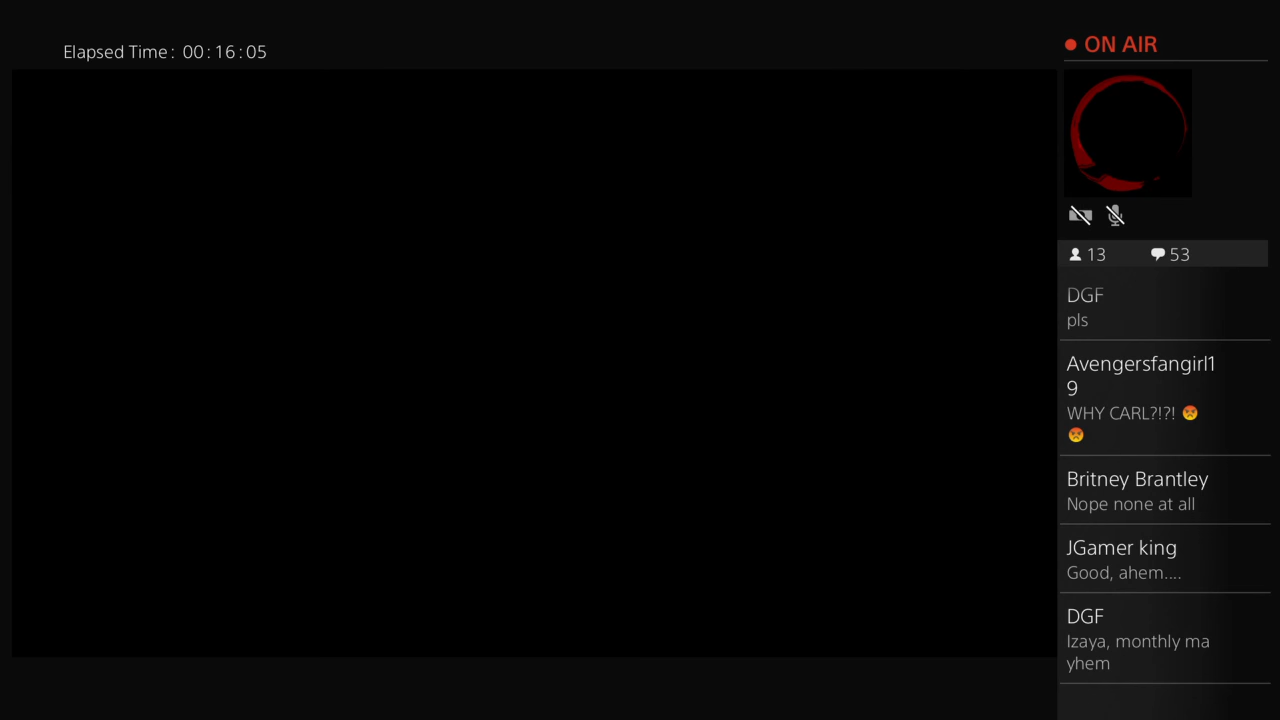 Elapsed Time: 00:16:05
ON AIR
13 53
DGF
pls
Avengersfangirl1
9
WHY CARL?!?! 😡
😡
Britney Brantley
Nope none at all
JGamer king
Good, ahem....
DGF
Izaya, monthly ma
yhem